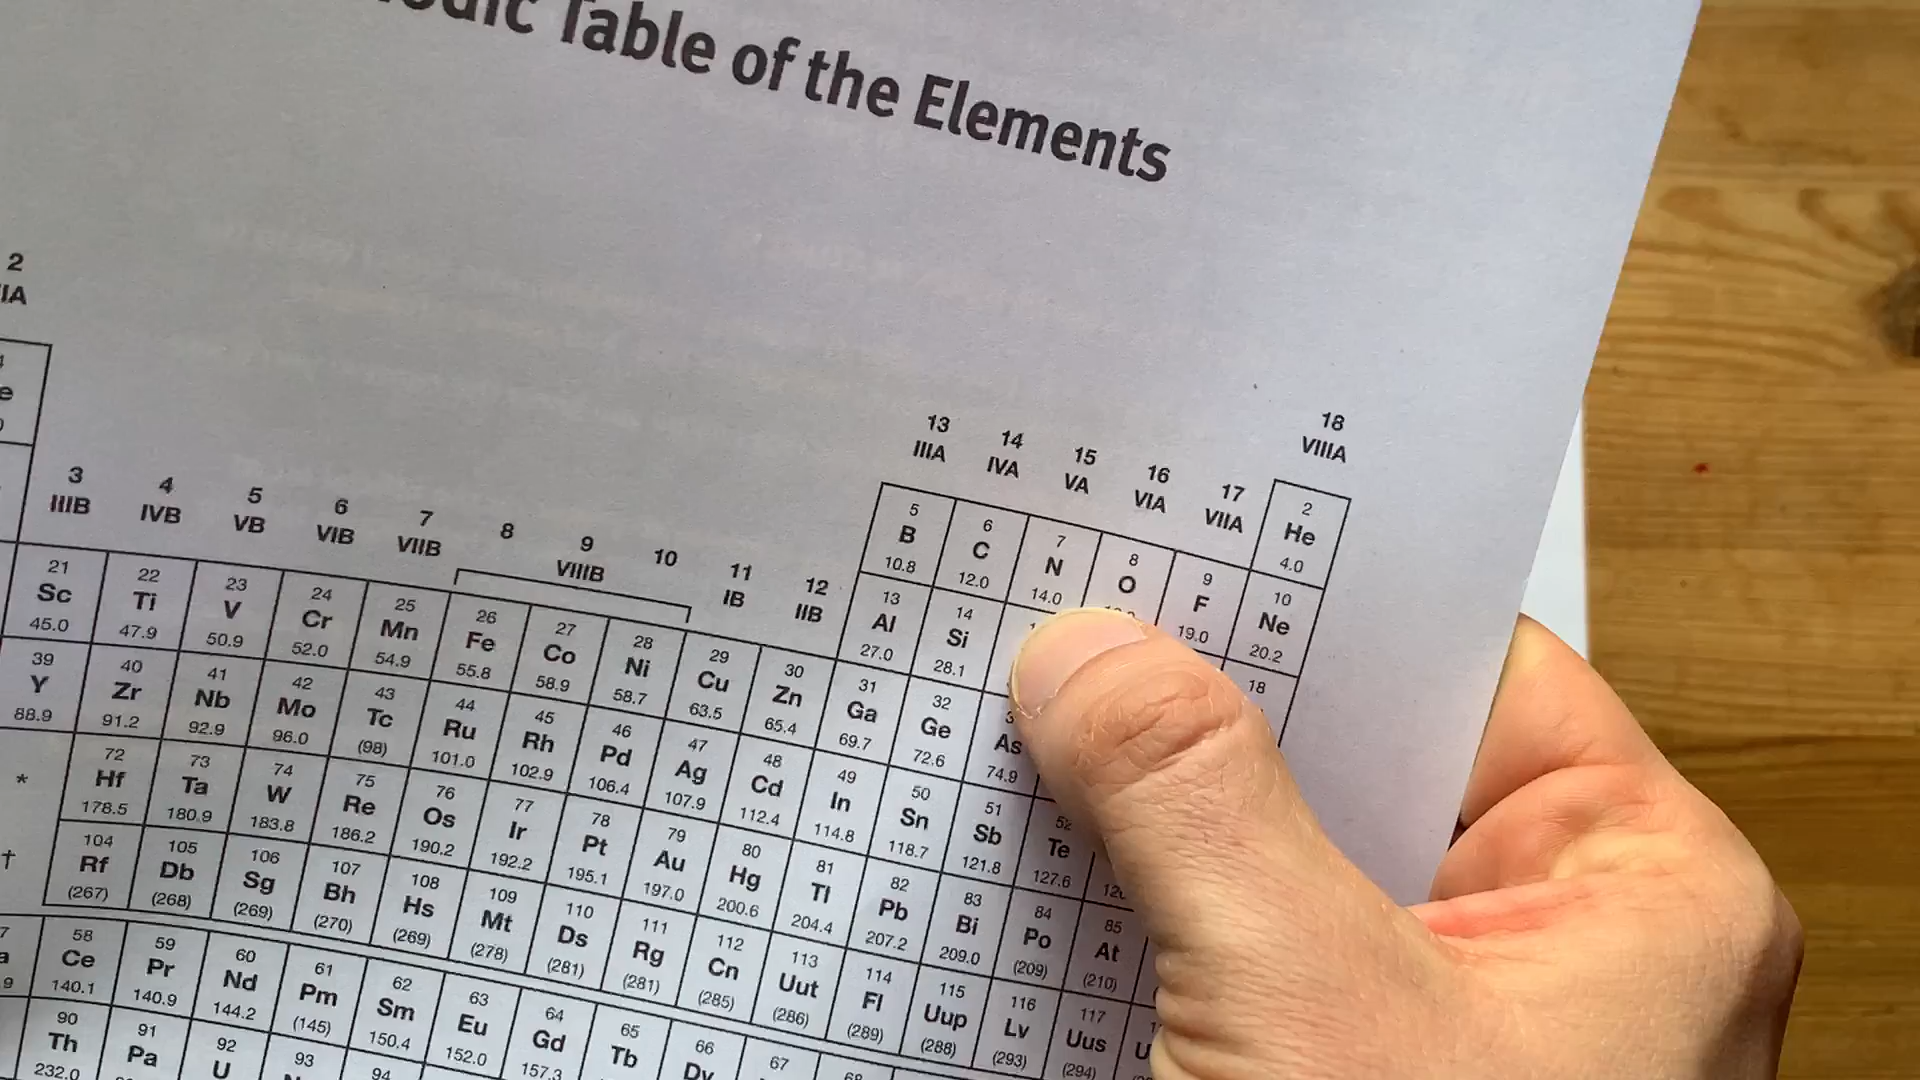 Table of the Elements
2
IIA
13 14 15 16 17 18
IIIA IVA VA VIA VIIA VIIIA
3 4 5 6 7 8 9 10 11 12
IIIB IVB VB VIB VIIB VIIIB IB IIB
5 6 7 8 9 2
B C N O F He
10.8 12.0 14.0 19.0 4.0
13 14 10
Al Si Ne
27.0 28.1 20.2
18
21 22 23 24 25 26 27 28 29 30 31 32
Sc Ti V Cr Mn Fe Co Ni Cu Zn Ga Ge As
45.0 47.9 50.9 52.0 54.9 55.8 58.9 58.7 63.5 65.4 69.7 72.6 74.9
39 40 41 42 43 44 45 46 47 48 49 50 51 52
Y Zr Nb Mo Tc Ru Rh Pd Ag Cd In Sn Sb Te
88.9 91.2 92.9 96.0 (98) 101.0 102.9 106.4 107.9 112.4 114.8 118.7 121.8 127.6
* 72 73 74 75 76 77 78 79 80 81 82 83 84 85
Hf Ta W Re Os Ir Pt Au Hg Tl Pb Bi Po At
178.5 180.9 183.8 186.2 190.2 192.2 195.1 197.0 200.6 204.4 207.2 209.0 (209) (210)
† 104 105 106 107 108 109 110 111 112 113 114 115 116 117
Rf Db Sg Bh Hs Mt Ds Rg Cn Uut Fl Uup Lv Uus
(267) (268) (269) (270) (269) (278) (281) (281) (285) (286) (289) (288) (293) (294)
58 59 60 61 62 63 64 65 66 67
Ce Pr Nd Pm Sm Eu Gd Tb Dy
140.1 140.9 144.2 (145) 150.4 152.0 157.3
90 91 92 93 94
Th Pa U
232.0